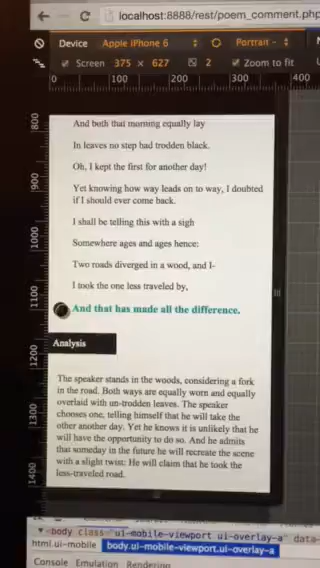 localhost:8888/rest/poem_comment.php
Device Apple iPhone 6 Portrait -
Screen 375 × 627 2 Zoom to fit
0 100 200 300 400
800
900
1000
1100
1200
1300
1400
And both that morning equally lay
In leaves no step had trodden black.
Oh, I kept the first for another day!
Yet knowing how way leads on to way, I doubted
if I should ever come back.
I shall be telling this with a sigh
Somewhere ages and ages hence:
Two roads diverged in a wood, and I-
I took the one less traveled by,
And that has made all the difference.
Analysis
The speaker stands in the woods, considering a fork
in the road. Both ways are equally worn and equally
overlaid with un-trodden leaves. The speaker
chooses one, telling himself that he will take the
other another day. Yet he knows it is unlikely that he
will have the opportunity to do so. And he admits
that someday in the future he will recreate the scene
with a slight twist: He will claim that he took the
less-traveled road.
<body class="ui-mobile-viewport ui-overlay-a"
html.ui-mobile body.ui-mobile-viewport.ui-overlay-a
Console Emulation Rendering